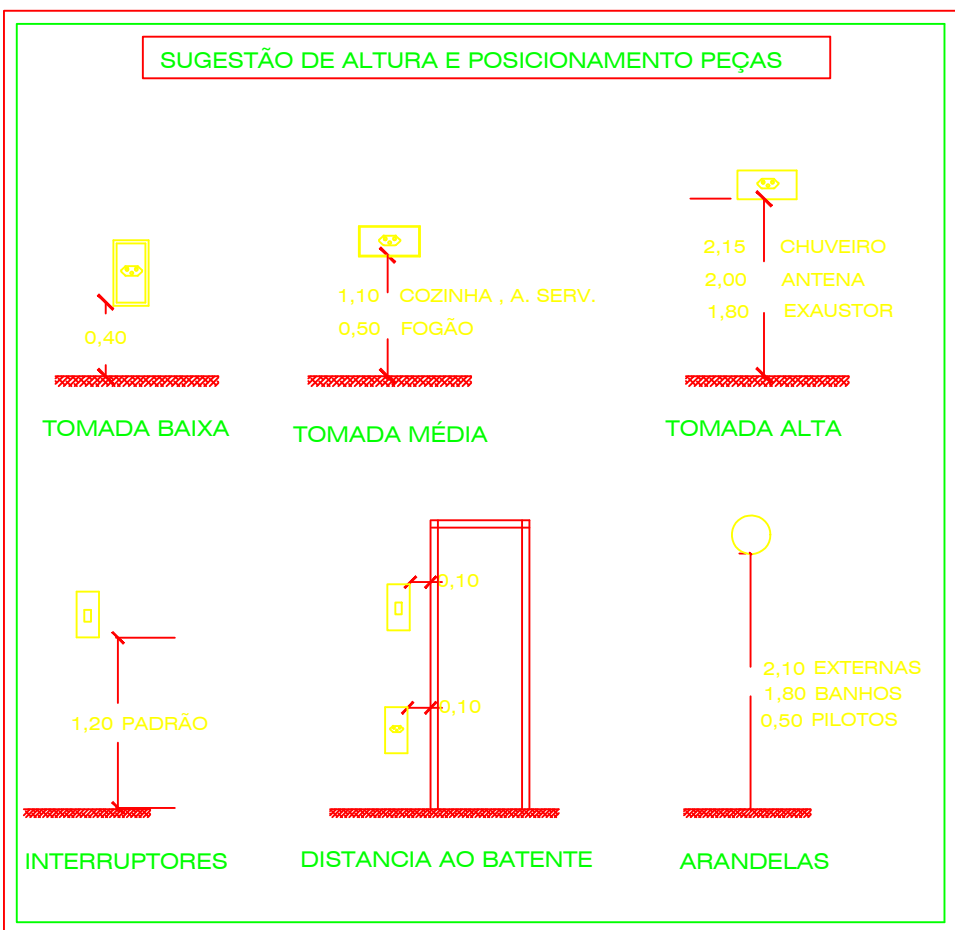 SUGESTÃO DE ALTURA E POSICIONAMENTO PEÇAS
0,40
TOMADA BAIXA
1,10 COZINHA , A. SERV.
0,50 FOGÃO
TOMADA MÉDIA
2,15 CHUVEIRO
2,00 ANTENA
1,80 EXAUSTOR
TOMADA ALTA
1,20 PADRÃO
INTERRUPTORES
0,10
0,10
DISTANCIA AO BATENTE
2,10 EXTERNAS
1,80 BANHOS
0,50 PILOTOS
ARANDELAS